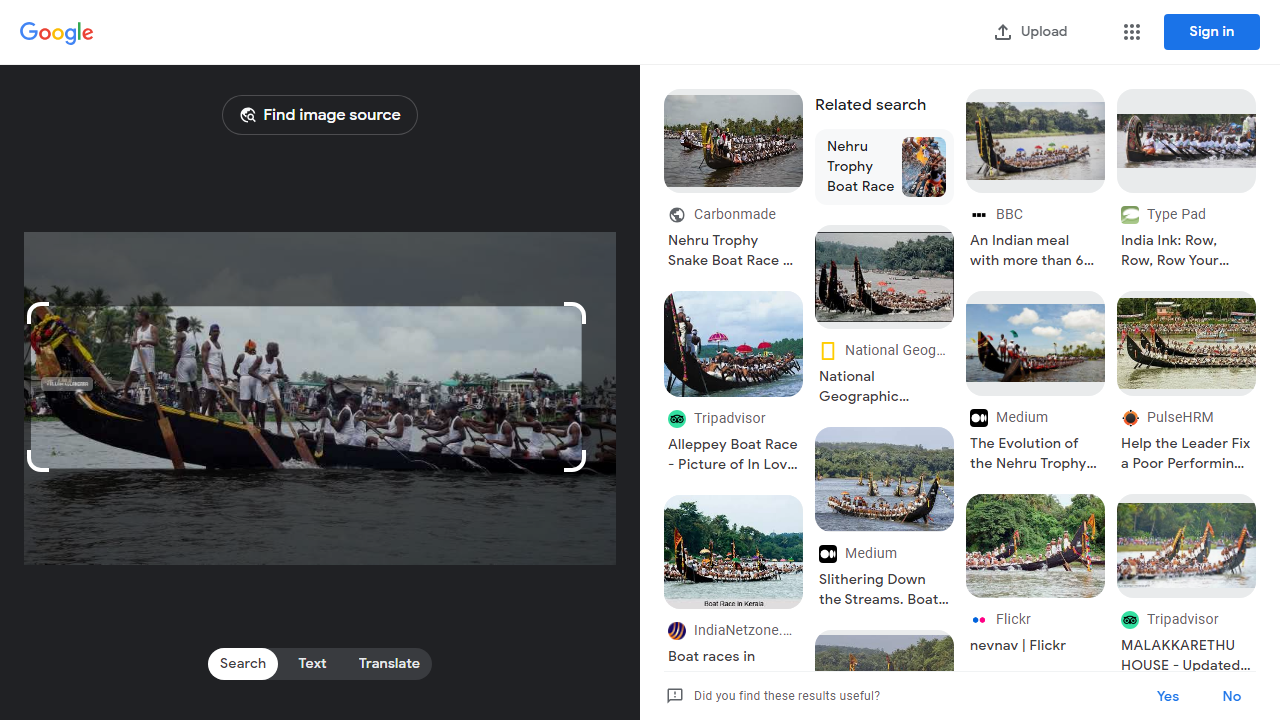 Google
Upload
Sign in
Find image source
Search
Text
Translate
Carbonmade
Nehru Trophy
Snake Boat Race ...
Tripadvisor
Alleppey Boat Race
- Picture of In Lov...
Boat Race in Kerala
IndiaNetzone....
Boat races in
Related search
Nehru
Trophy
Boat Race
National Geog...
National
Geographic...
Medium
Slithering Down
the Streams. Boat...
BBC
An Indian meal
with more than 6...
Medium
The Evolution of
the Nehru Trophy...
Flickr
nevnav | Flickr
Type Pad
India Ink: Row,
Row, Row Your...
PulseHRM
Help the Leader Fix
a Poor Performin...
Tripadvisor
MALAKKARETHU
HOUSE - Updated...
Did you find these results useful?
Yes
No